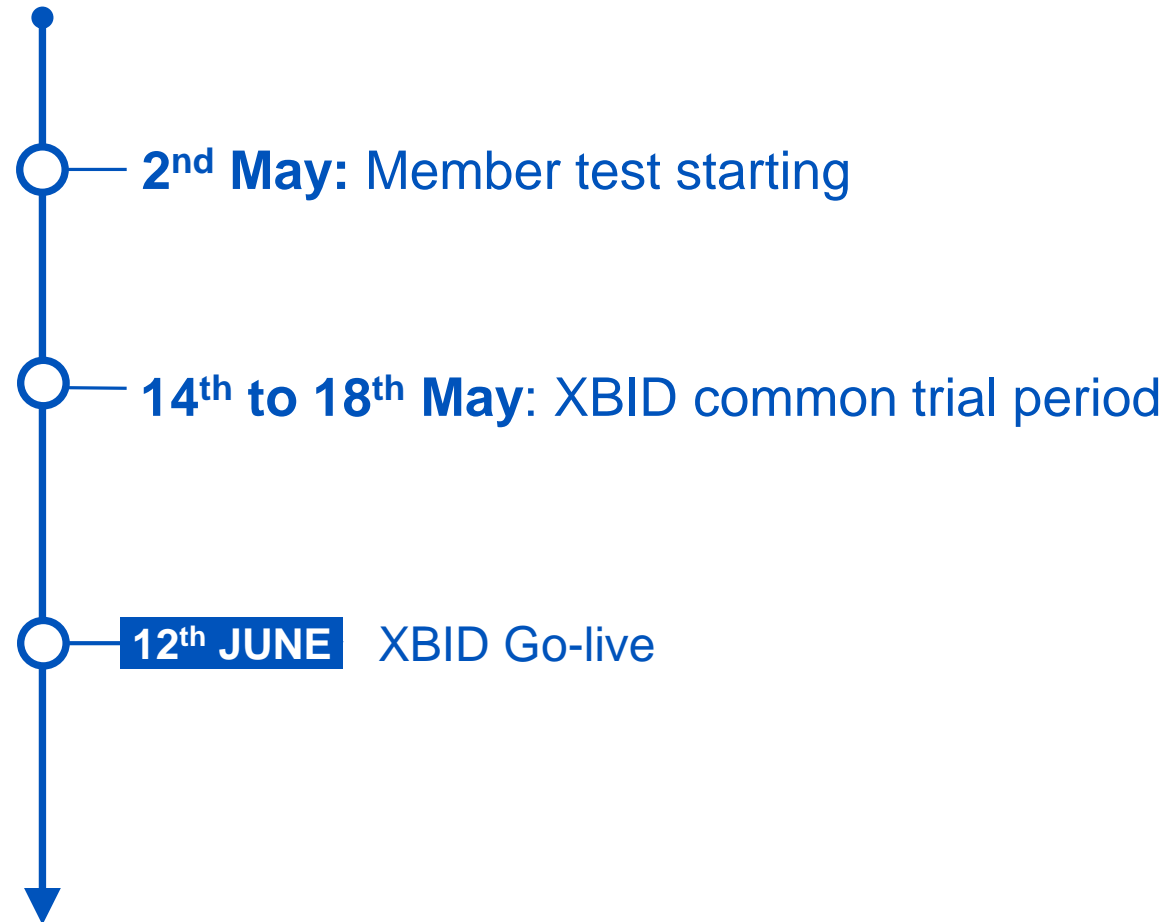 2nd May: Member test starting
14th to 18th May: XBID common trial period
12th JUNE XBID Go-live